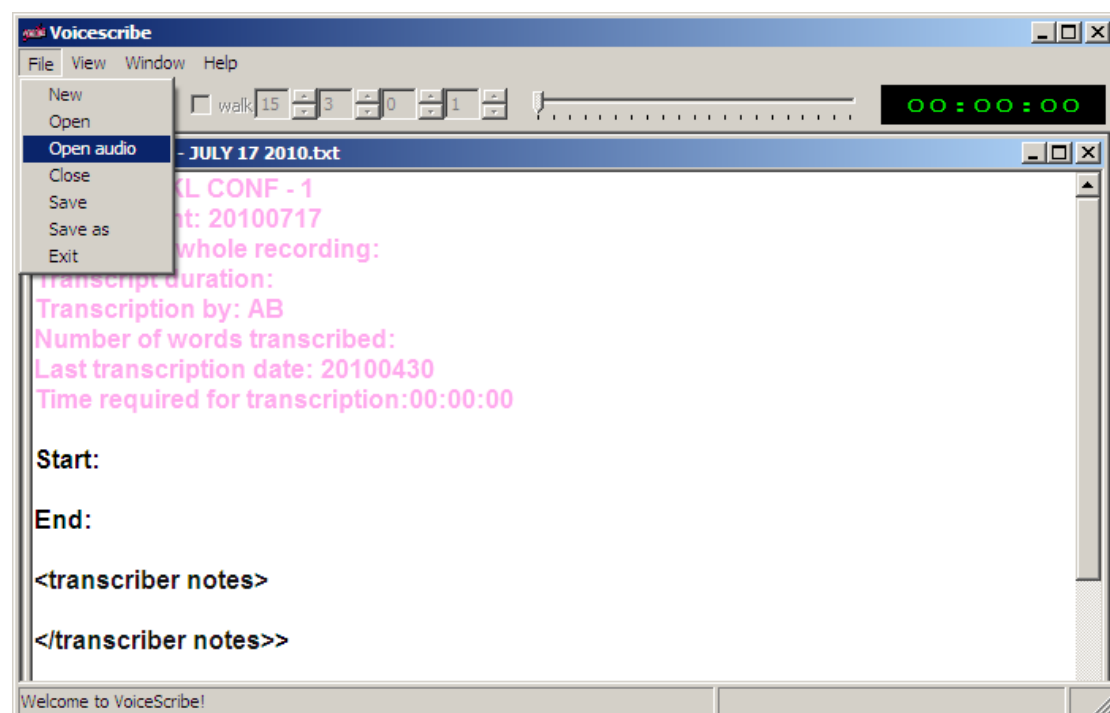 Voicescribe
File View Window Help
New
Open
Open audio
Close
Save
Save as
Exit
walk 15 3 0 1
00:00:00
- JULY 17 2010.txt
KL CONF - 1
nt: 20100717
whole recording:
Transcript duration:
Transcription by: AB
Number of words transcribed:
Last transcription date: 20100430
Time required for transcription:00:00:00
Start:
End:
<transcriber notes>
</transcriber notes>>
Welcome to VoiceScribe!